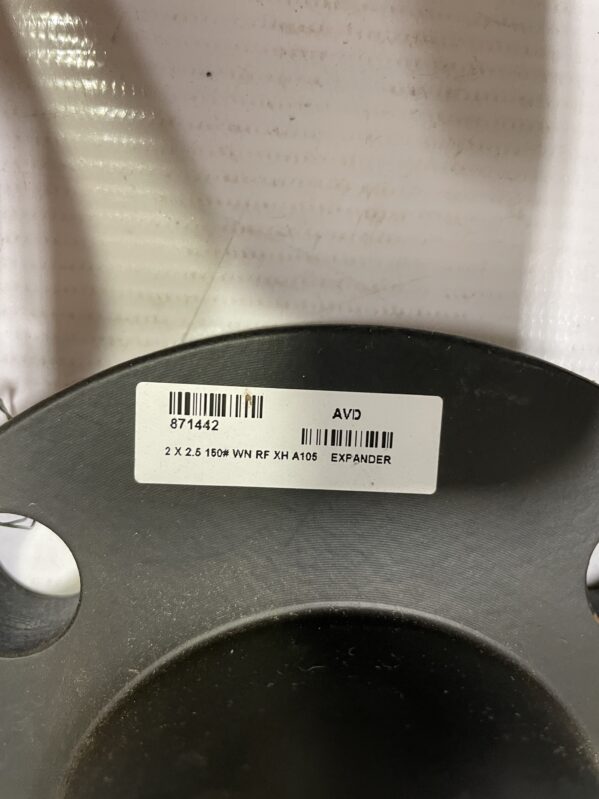 AVD
871442
2 X 2.5 150# WN RF XH A105 EXPANDER